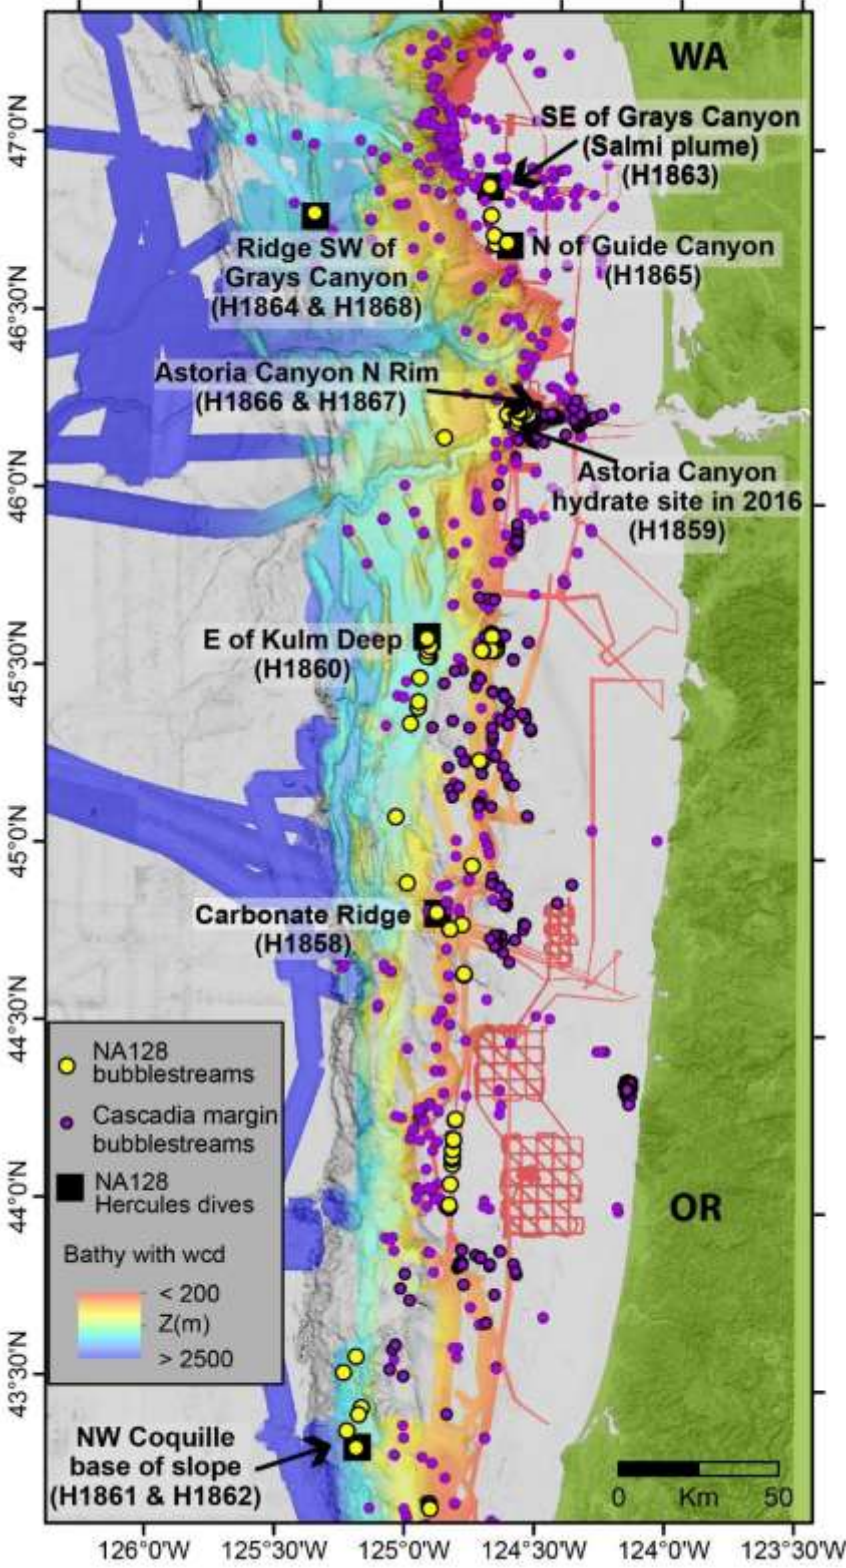 WA
47°0'N
SE of Grays Canyon
(Salmi plume)
(H1863)
Ridge SW of
Grays Canyon
(H1864 & H1868)
N of Guide Canyon
(H1865)
46°30'N
Astoria Canyon N Rim
(H1866 & H1867)
46°0'N
Astoria Canyon
hydrate site in 2016
(H1859)
E of Kulm Deep
(H1860)
45°30'N
45°0'N
Carbonate Ridge
(H1858)
44°30'N
NA128
bubblestreams
Cascadia margin
bubblestreams
NA128
Hercules dives
Bathy with wcd
< 200
Z(m)
> 2500
44°0'N
OR
43°30'N
NW Coquille
base of slope
(H1861 & H1862)
0 Km 50
126°0'W 125°30'W 125°0'W 124°30'W 124°0'W 123°30'W